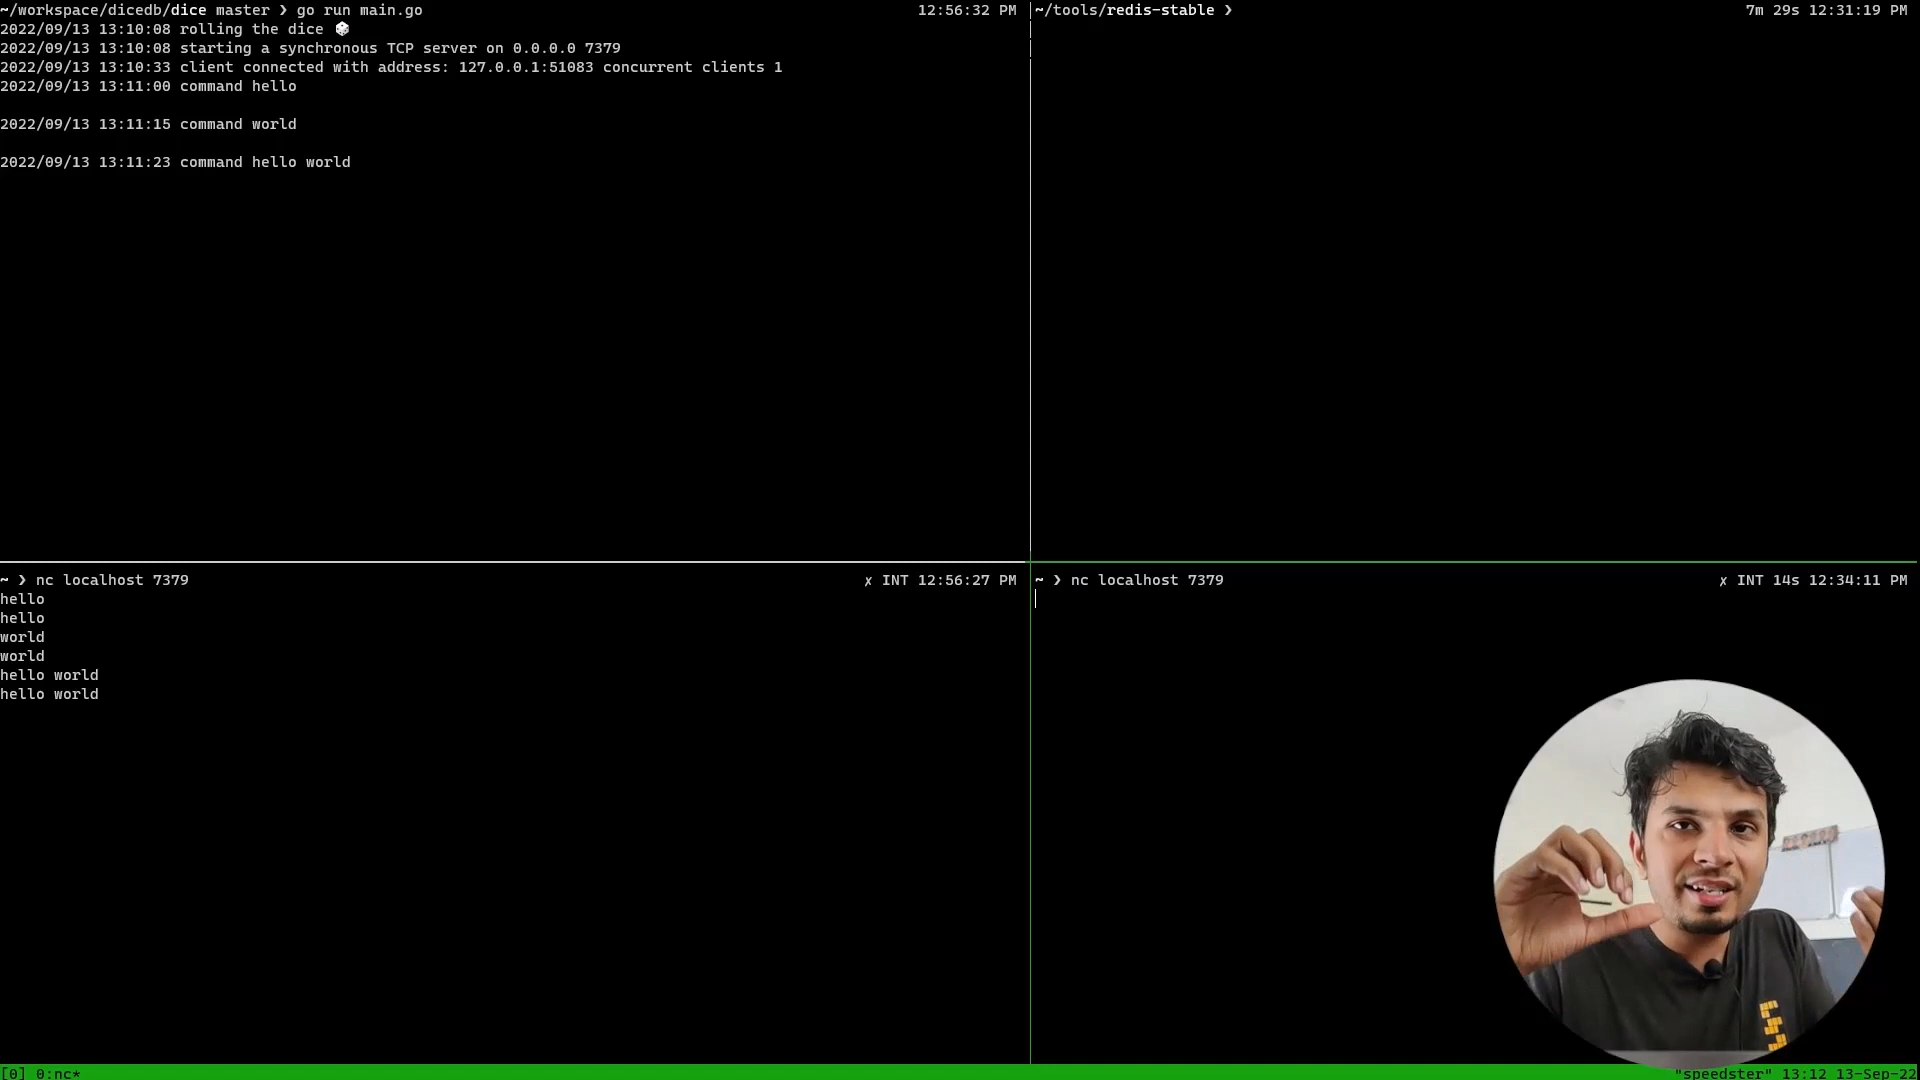 ~/workspace/dicedb/dice master ❯ go run main.go 12:56:32 PM
2022/09/13 13:10:08 rolling the dice 🎲
2022/09/13 13:10:08 starting a synchronous TCP server on 0.0.0.0 7379
2022/09/13 13:10:33 client connected with address: 127.0.0.1:51083 concurrent clients 1
2022/09/13 13:11:00 command hello
2022/09/13 13:11:15 command world
2022/09/13 13:11:23 command hello world
~/tools/redis-stable ❯ 7m 29s 12:31:19 PM
~ ❯ nc localhost 7379 ✗ INT 12:56:27 PM
hello
hello
world
world
hello world
hello world
~ ❯ nc localhost 7379 ✗ INT 14s 12:34:11 PM
[0] 0:nc* "speedster" 13:12 13-Sep-22